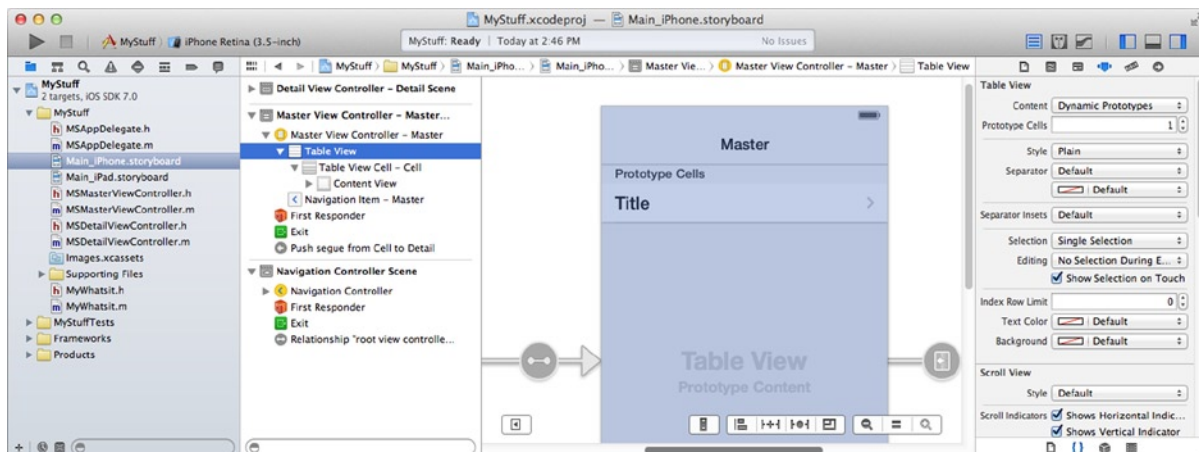 MyStuff.xcodeproj — Main_iPhone.storyboard
MyStuff iPhone Retina (3.5-inch)
MyStuff: Ready | Today at 2:46 PM
No Issues
MyStuff
2 targets, iOS SDK 7.0
MyStuff
h MSAppDelegate.h
m MSAppDelegate.m
Main_iPhone.storyboard
Main_iPad.storyboard
h MSMasterViewController.h
m MSMasterViewController.m
h MSDetailViewController.h
m MSDetailViewController.m
Images.xcassets
Supporting Files
h MyWhatsit.h
m MyWhatsit.m
MyStuffTests
Frameworks
Products
MyStuff MyStuff Main_iPho... Main_iPho... Master Vie... Master View Controller – Master Table View
Detail View Controller – Detail Scene
Master View Controller – Master...
Master View Controller – Master
Table View
Table View Cell – Cell
Content View
Navigation Item – Master
First Responder
Exit
Push segue from Cell to Detail
Navigation Controller Scene
Navigation Controller
First Responder
Exit
Relationship "root view controlle...
Master
Prototype Cells
Title
Table View
Prototype Content
Table View
Content Dynamic Prototypes
Prototype Cells 1
Style Plain
Separator Default
Default
Separator Insets Default
Selection Single Selection
Editing No Selection During E...
Show Selection on Touch
Index Row Limit 0
Text Color Default
Background Default
Scroll View
Style Default
Scroll Indicators Shows Horizontal Indic...
Shows Vertical Indicator